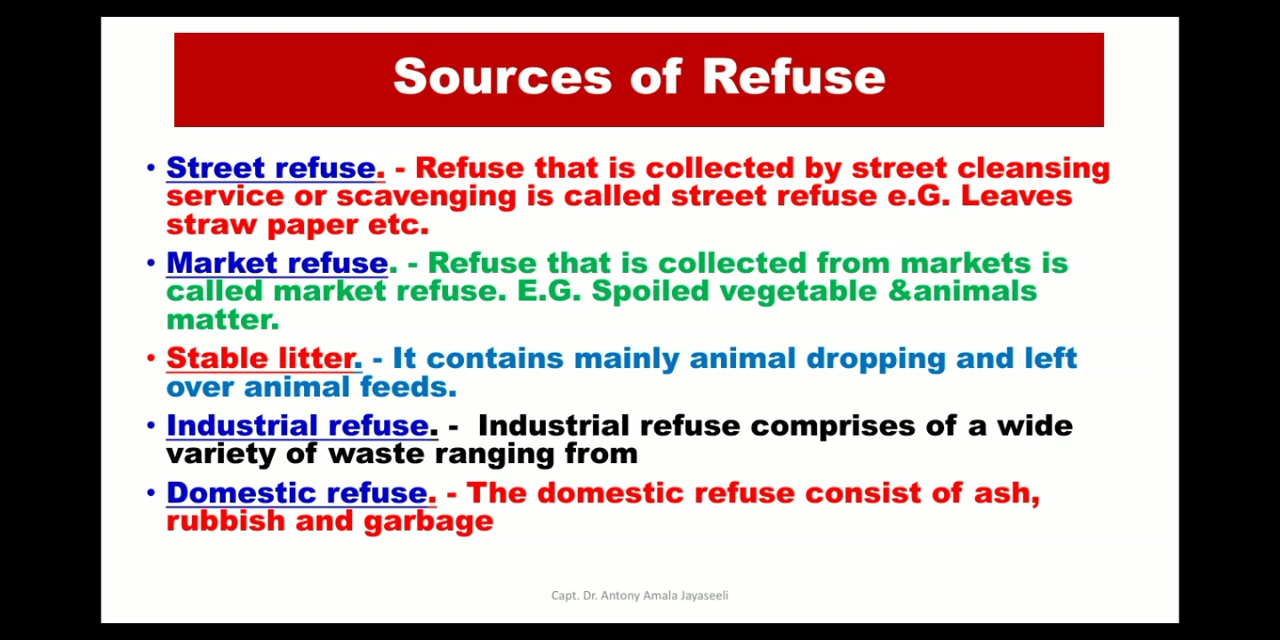 Sources of Refuse
• Street refuse. - Refuse that is collected by street cleansing
service or scavenging is called street refuse e.G. Leaves
straw paper etc.
• Market refuse. - Refuse that is collected from markets is
called market refuse. E.G. Spoiled vegetable &animals
matter.
• Stable litter. - It contains mainly animal dropping and left
over animal feeds.
• Industrial refuse. - Industrial refuse comprises of a wide
variety of waste ranging from
• Domestic refuse. - The domestic refuse consist of ash,
rubbish and garbage
Capt. Dr. Antony Amala Jayaseeli